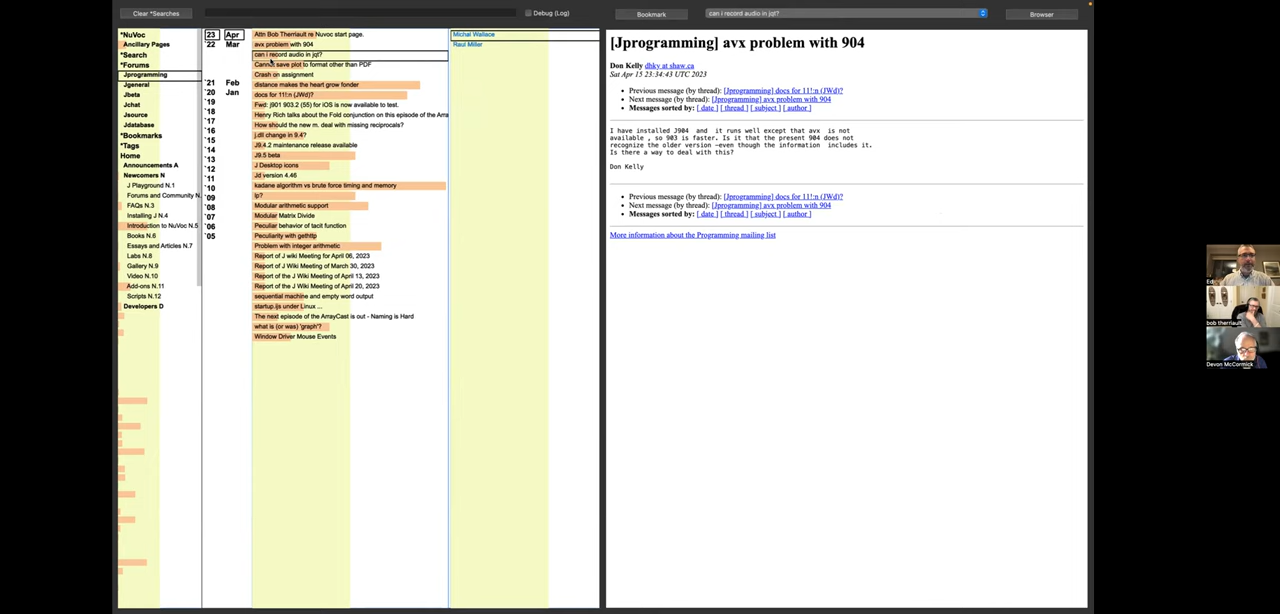 Clear *Searches
Debug (Log)
Bookmark
can i record audio in jqt?
Browser
*NuVoc
Ancillary Pages
*Search
*Forums
Jprogramming
Jgeneral
Jbeta
Jchat
Jsource
Jdatabase
*Bookmarks
*Tags
Home
Announcements A
Newcomers N
J Playground N.1
Forums and Community N.
FAQs N.3
Installing J N.4
Introduction to NuVoc N.5
Books N.6
Essays and Articles N.7
Labs N.8
Gallery N.9
Video N.10
Add-ons N.11
Scripts N.12
Developers D
23
'22
'21
'20
'19
'18
'17
'16
'15
'14
'13
'12
'11
'10
'09
'08
'07
'06
'05
Apr
Mar
Feb
Jan
Attn Bob Therriault re Nuvoc start page.
avx problem with 904
can i record audio in jqt?
Cannot save plot to format other than PDF
Crash on assignment
distance makes the heart grow fonder
docs for 11!:n (JWd)?
Fwd: j901 903.2 (55) for iOS is now available to test.
Henry Rich talks about the Fold conjunction on this episode of the Arra
How should the new m. deal with missing reciprocals?
j.dll change in 9.4?
J9.4.2 maintenance release available
J9.5 beta
J Desktop icons
Jd version 4.46
kadane algorithm vs brute force timing and memory
lp?
Modular arithmetic support
Modular Matrix Divide
Peculiar behavior of tacit function
Peculiarity with gethttp
Problem with integer arithmetic
Report of J wiki Meeting for April 06, 2023
Report of J Wiki Meeting of March 30, 2023
Report of the J Wiki Meeting of April 13, 2023
Report of the J Wiki Meeting of April 20, 2023
sequential machine and empty word output
startup.ijs under Linux ...
The next episode of the ArrayCast is out - Naming is Hard
what is (or was) 'graph'?
Window Driver Mouse Events
Michal Wallace
Raul Miller
[Jprogramming] avx problem with 904
Don Kelly dhky at shaw.ca
Sat Apr 15 23:34:43 UTC 2023
• Previous message (by thread): [Jprogramming] docs for 11!:n (JWd)?
• Next message (by thread): [Jprogramming] avx problem with 904
• Messages sorted by: [ date ] [ thread ] [ subject ] [ author ]
I have installed J904 and it runs well except that avx is not
available , so 903 is faster. Is it that the present 904 does not
recognize the older version -even though the information includes it.
Is there a way to deal with this?
Don Kelly
• Previous message (by thread): [Jprogramming] docs for 11!:n (JWd)?
• Next message (by thread): [Jprogramming] avx problem with 904
• Messages sorted by: [ date ] [ thread ] [ subject ] [ author ]
More information about the Programming mailing list
Ed
bob therriault
Devon McCormick